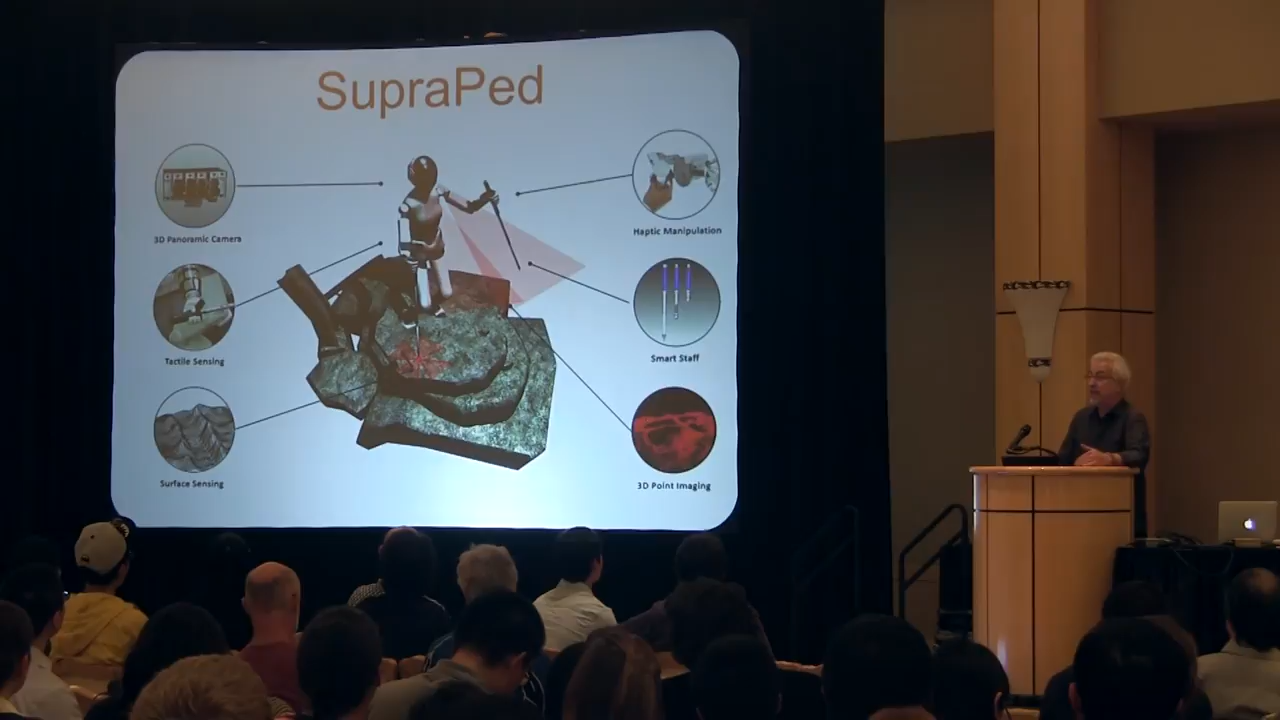 SupraPed
3D Panoramic Camera
Haptic Manipulation
Tactile Sensing
Smart Staff
Surface Sensing
3D Point Imaging